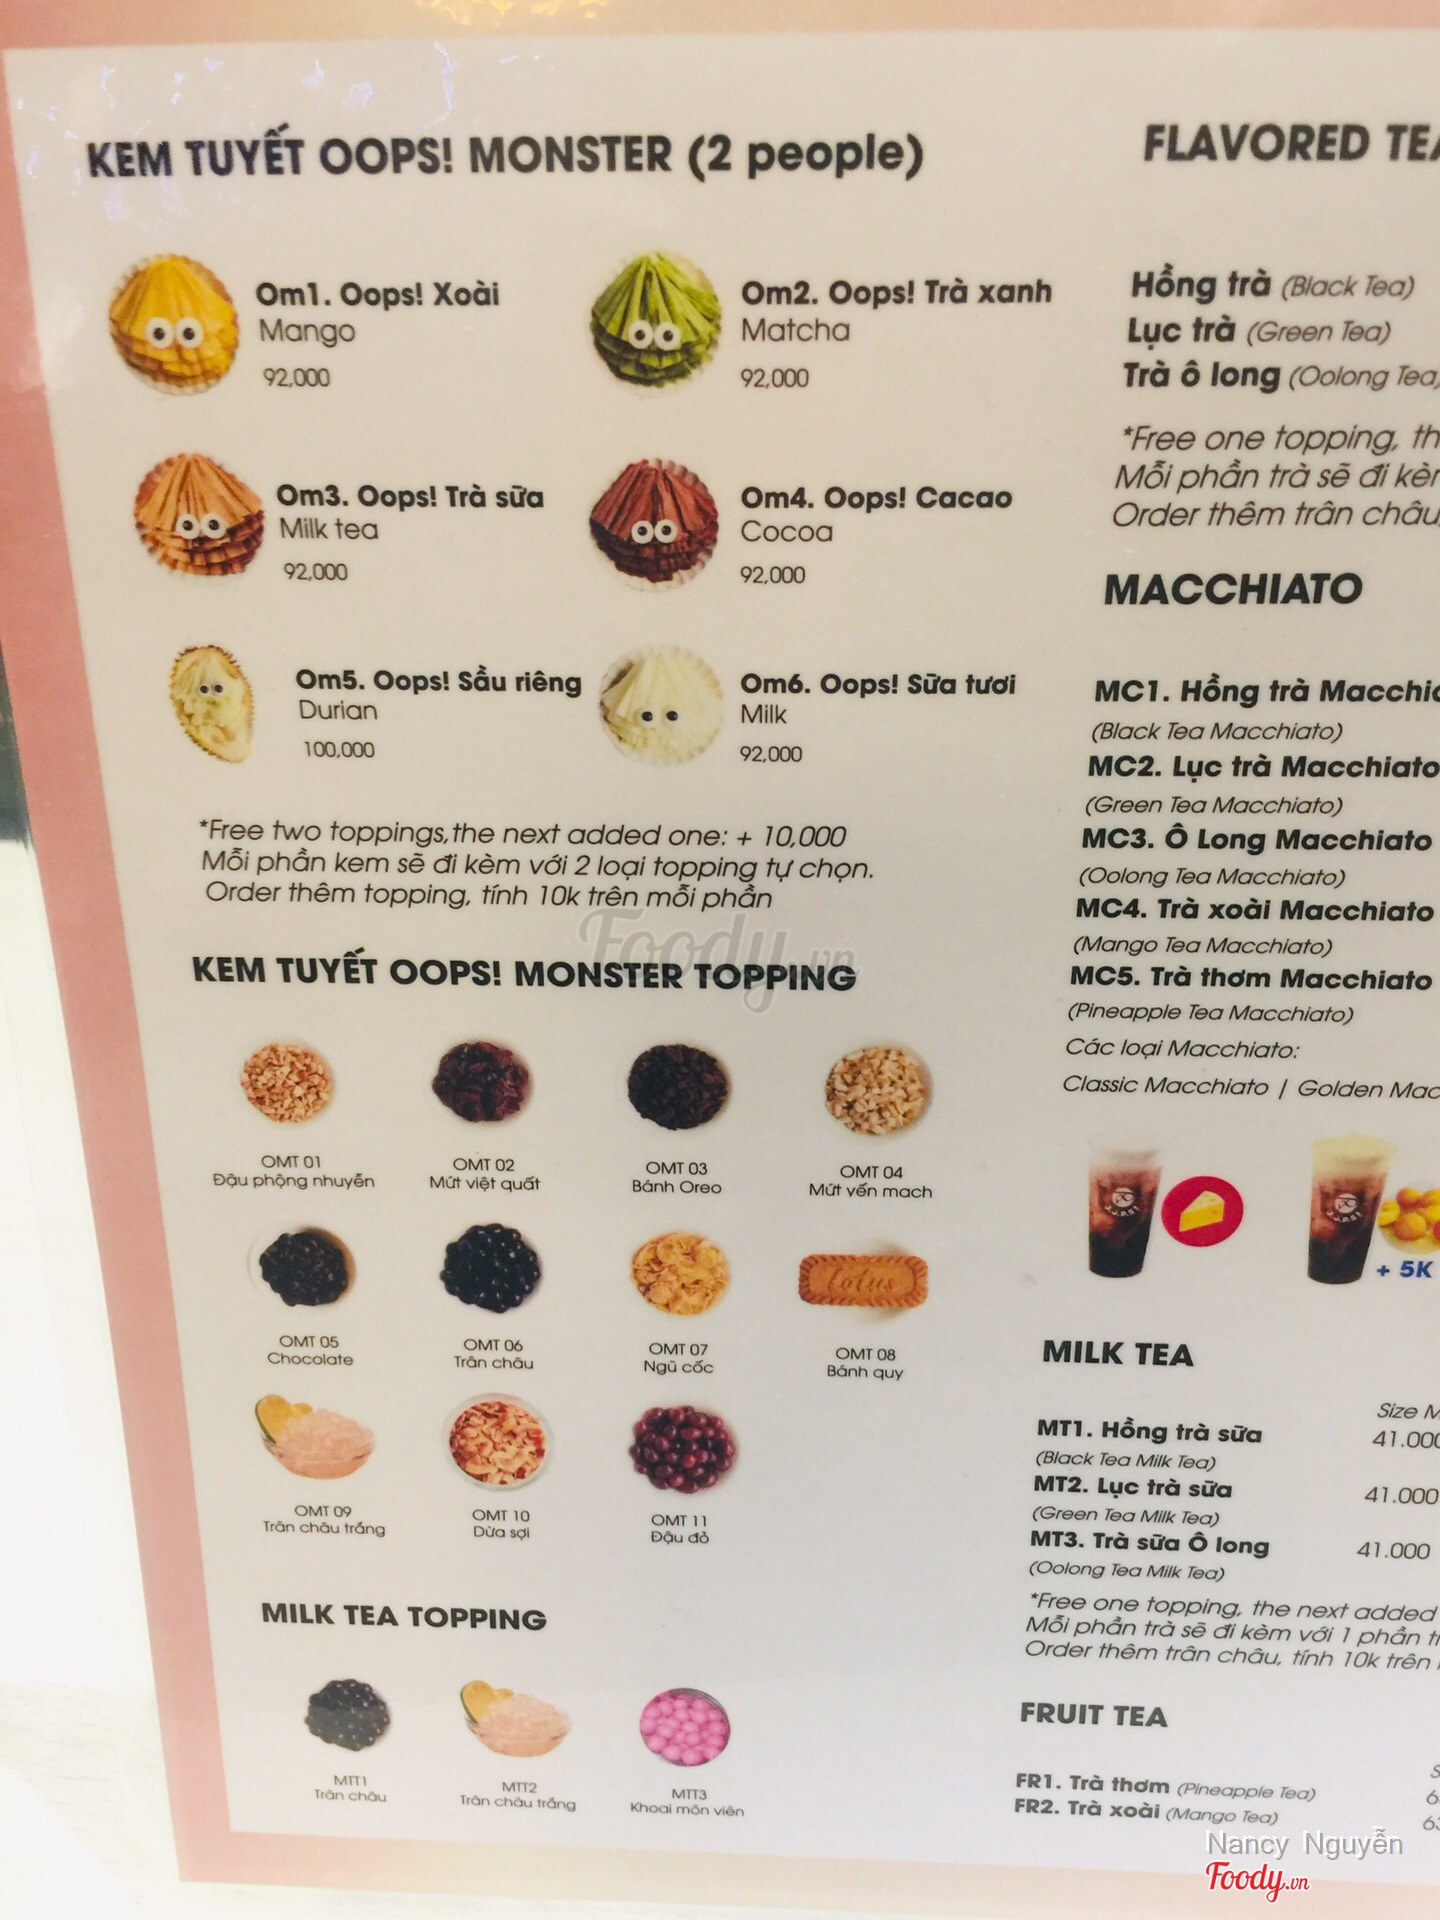 KEM TUYẾT OOPS! MONSTER (2 people)
Om1. Oops! Xoài
Mango
92,000
Om2. Oops! Trà xanh
Matcha
92,000
Om3. Oops! Trà sữa
Milk tea
92,000
Om4. Oops! Cacao
Cocoa
92,000
Om5. Oops! Sầu riêng
Durian
100,000
Om6. Oops! Sữa tươi
Milk
92,000
*Free two toppings,the next added one: + 10,000
Mỗi phần kem sẽ đi kèm với 2 loại topping tự chọn.
Order thêm topping, tính 10k trên mỗi phần
Foody.vn
KEM TUYẾT OOPS! MONSTER TOPPING
OMT 01
Đậu phộng nhuyễn
OMT 02
Mứt việt quất
OMT 03
Bánh Oreo
OMT 04
Mứt vến mach
lotus
OMT 05
Chocolate
OMT 06
Trân châu
OMT 07
Ngũ cốc
OMT 08
Bánh quy
OMT 09
Trân châu trắng
OMT 10
Dừa sợi
OMT 11
Đậu đỏ
MILK TEA TOPPING
MTT1
Trân châu
MTT2
Trân châu trắng
MTT3
Khoai môn viên
FLAVORED
Hồng trà (Black Tea)
Lục trà (Green Tea)
Trà ô long (Oolong Tea)
*Free one topping,
Mỗi phần trà sẽ đi
Order thêm trân châu
MACCHIATO
MC1. Hồng trà
(Black Tea Macchiato)
MC2. Lục trà Macchiato
(Green Tea Macchiato)
MC3. Ô Long Macchiato
(Oolong Tea Macchiato)
MC4. Trà xoài Macchiato
(Mango Tea Macchiato)
MC5. Trà thơm Macchiato
(Pineapple Tea Macchiato)
Các loại Macchiato:
Classic Macchiato | Golden
+ 5K
MILK TEA
Size M
MT1. Hồng trà sữa 41.000
(Black Tea Milk Tea)
MT2. Lục trà sữa 41.000
(Green Tea Milk Tea)
MT3. Trà sữa Ô long 41.000
(Oolong Tea Milk Tea)
*Free one topping, the next added
Mỗi phần trà sẽ đi kèm với 1 phần
Order thêm trân châu, tính 10k trên
FRUIT TEA
FR1. Trà thơm (Pineapple Tea)
FR2. Trà xoài (Mango Tea)
Nancy Nguyễn
Foody.vn